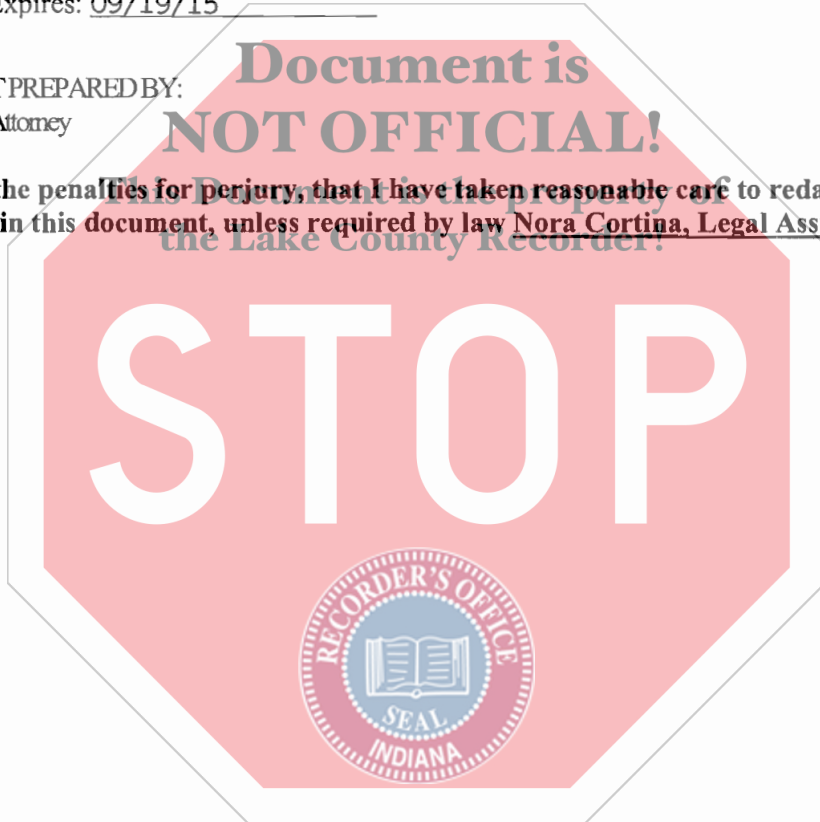 Expires: 09/19/15
Document is
T PREPARED BY:
Attorney
NOT OFFICIAL!
the penalties for perjury, that I have taken reasonable care to reda
This Document is the property of
in this document, unless required by law Nora Cortina, Legal Ass
the Lake County Recorder!
STOP
RECORDER'S OFFICE
SEAL
INDIANA